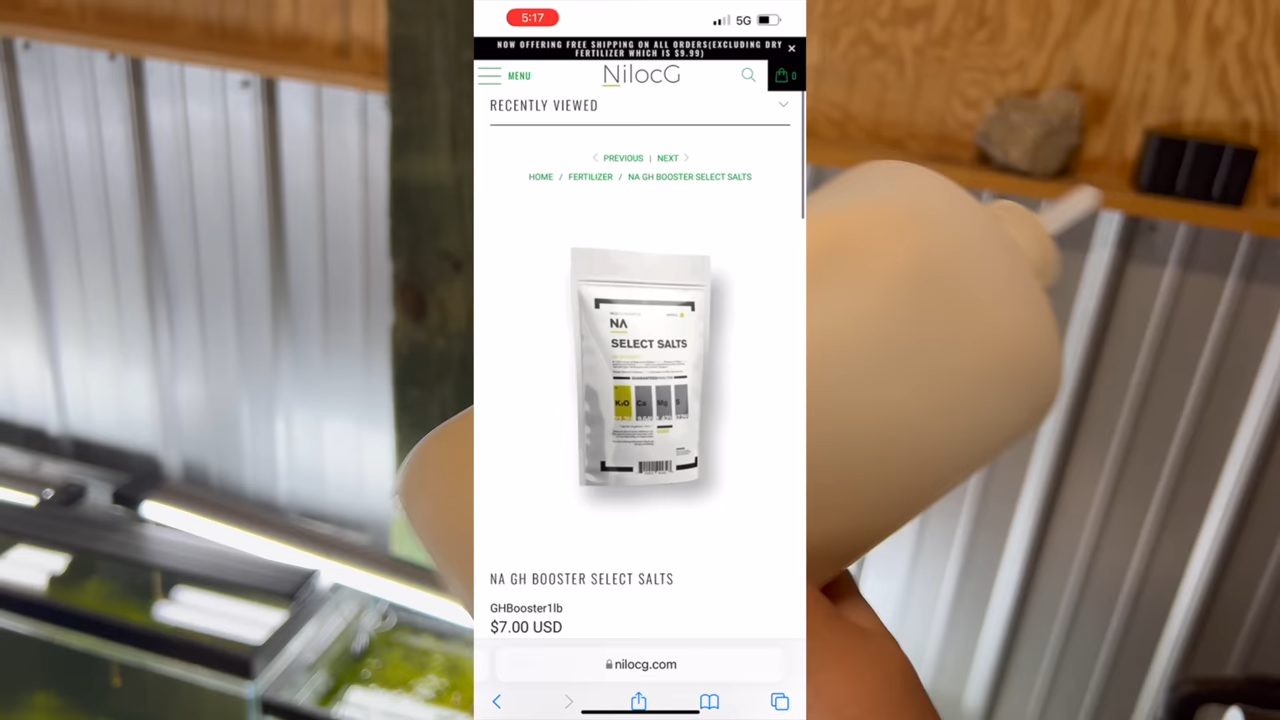 5:17
5G
NOW OFFERING FREE SHIPPING ON ALL ORDERS(EXCLUDING DRY
FERTILIZER WHICH IS $9.99)
MENU
NilocG
0
RECENTLY VIEWED
PREVIOUS | NEXT
HOME / FERTILIZER / NA GH BOOSTER SELECT SALTS
NA
SELECT SALTS
K₂O Ca Mg S
NA GH BOOSTER SELECT SALTS
GHBooster1lb
$7.00 USD
nilocg.com